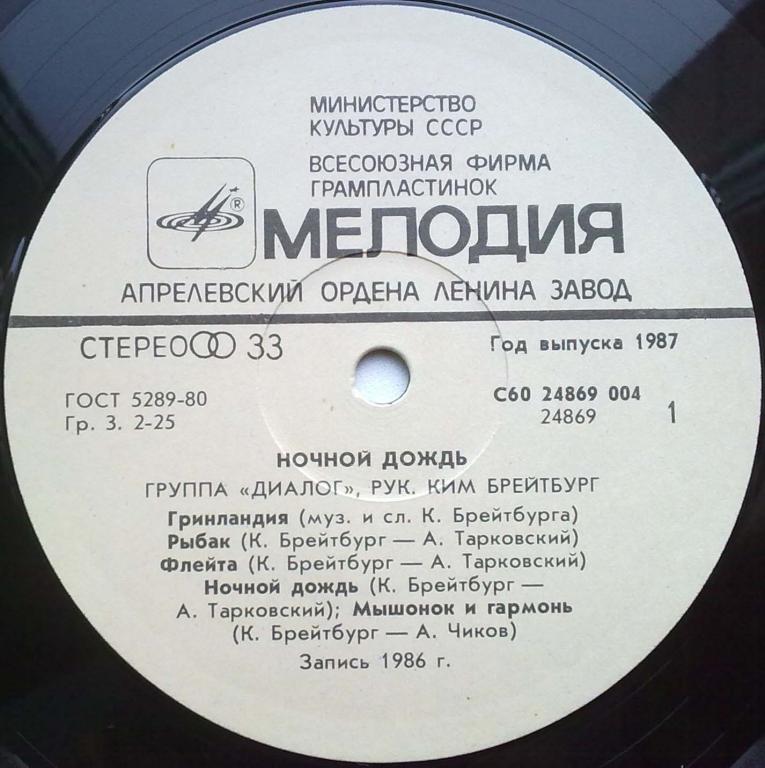 МИНИСТЕРСТВО
КУЛЬТУРЫ СССР
ВСЕСОЮЗНАЯ ФИРМА
ГРАМПЛАСТИНОК
®
МЕЛОДИЯ
АПРЕЛЕВСКИЙ ОРДЕНА ЛЕНИНА ЗАВОД
СТЕРЕО 33
Год выпуска 1987
ГОСТ 5289-80
Гр. 3. 2-25
С60 24869 004
24869
1
НОЧНОЙ ДОЖДЬ
ГРУППА «ДИАЛОГ», РУК. КИМ БРЕЙТБУРГ
Гринландия (муз. и сл. К. Брейтбурга)
Рыбак (К. Брейтбург — А. Тарковский)
Флейта (К. Брейтбург — А. Тарковский)
Ночной дождь (К. Брейтбург —
А. Тарковский); Мышонок и гармонь
(К. Брейтбург — А. Чиков)
Запись 1986 г.